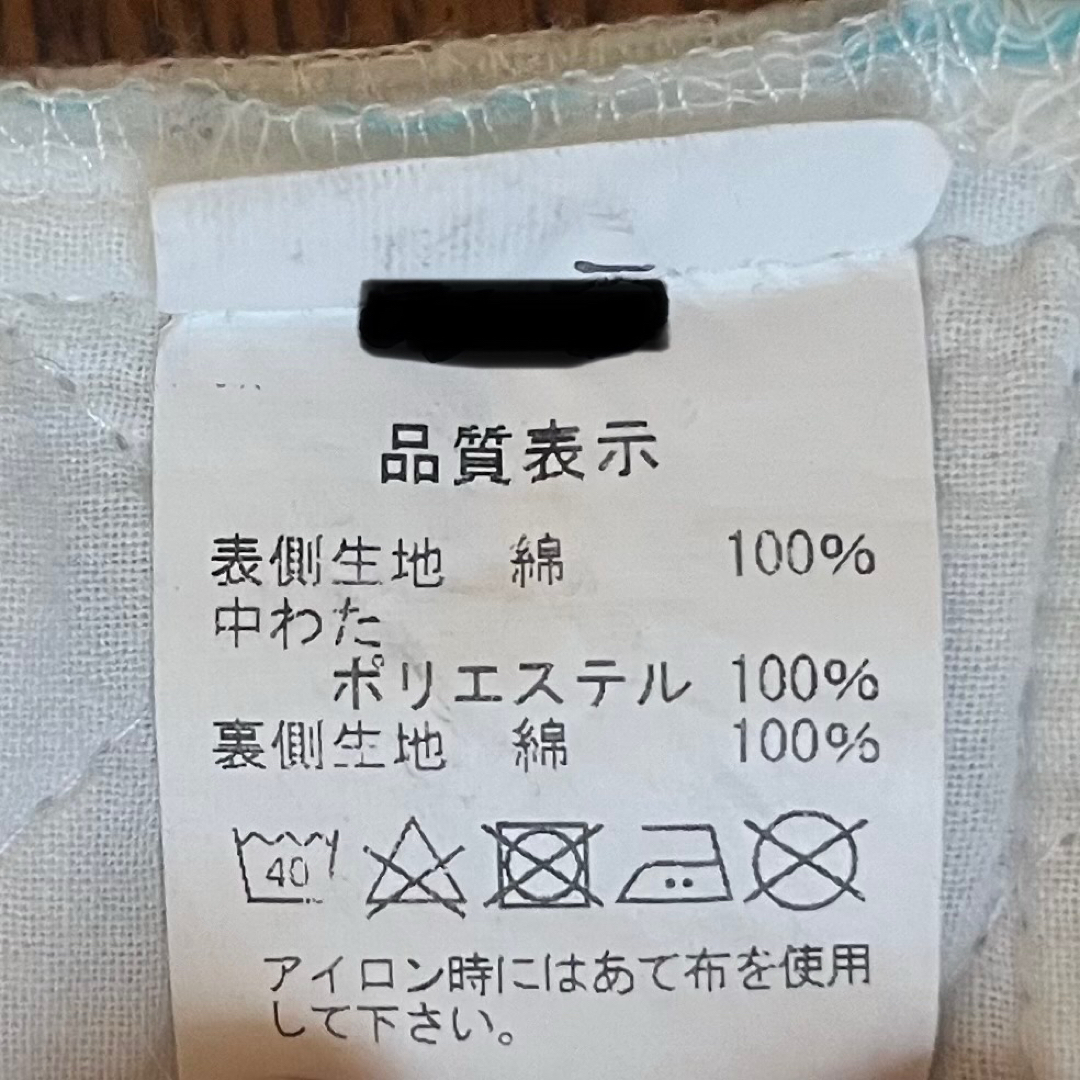 品質表示
表側生地 綿 100%
中わた
ポリエステル 100%
裏側生地 綿 100%
40
アイロン時にはあて布を使用
して下さい。